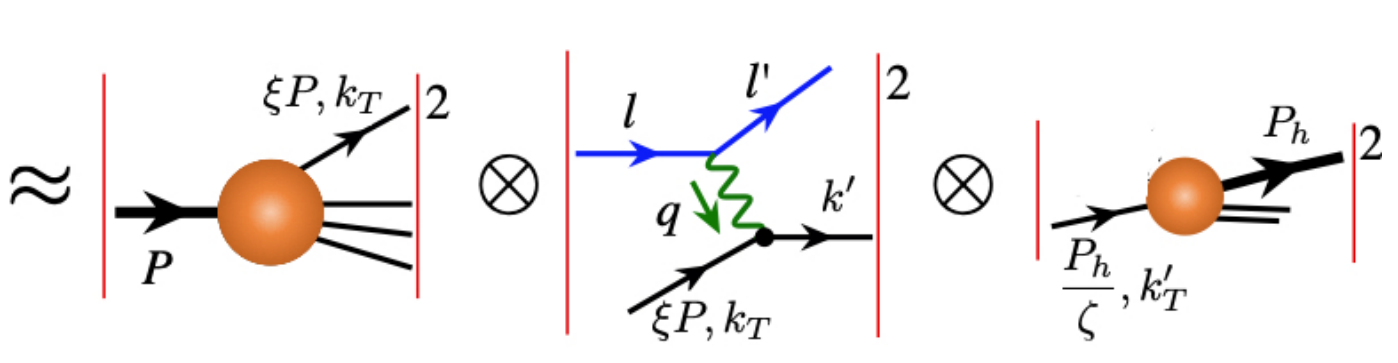 ≈ | P ξP, k_T |² ⊗ | l l' q ξP, k_T k′ |² ⊗ | P_h/ζ, k′_T P_h |²